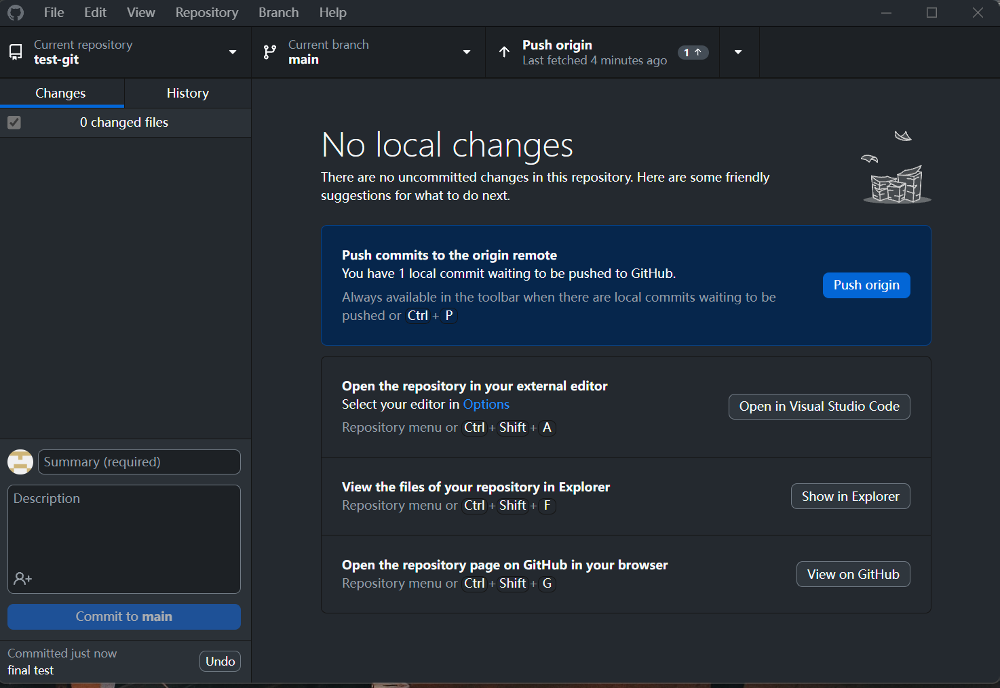 File Edit View Repository Branch Help
Current repository
test-git
Current branch
main
Push origin
Last fetched 4 minutes ago
1
Changes
History
0 changed files
No local changes
There are no uncommitted changes in this repository. Here are some friendly
suggestions for what to do next.
Push commits to the origin remote
You have 1 local commit waiting to be pushed to GitHub.
Always available in the toolbar when there are local commits waiting to be
pushed or Ctrl + P
Push origin
Open the repository in your external editor
Select your editor in Options
Repository menu or Ctrl + Shift + A
Open in Visual Studio Code
View the files of your repository in Explorer
Repository menu or Ctrl + Shift + F
Show in Explorer
Open the repository page on GitHub in your browser
Repository menu or Ctrl + Shift + G
View on GitHub
Summary (required)
Description
Commit to main
Committed just now
final test
Undo